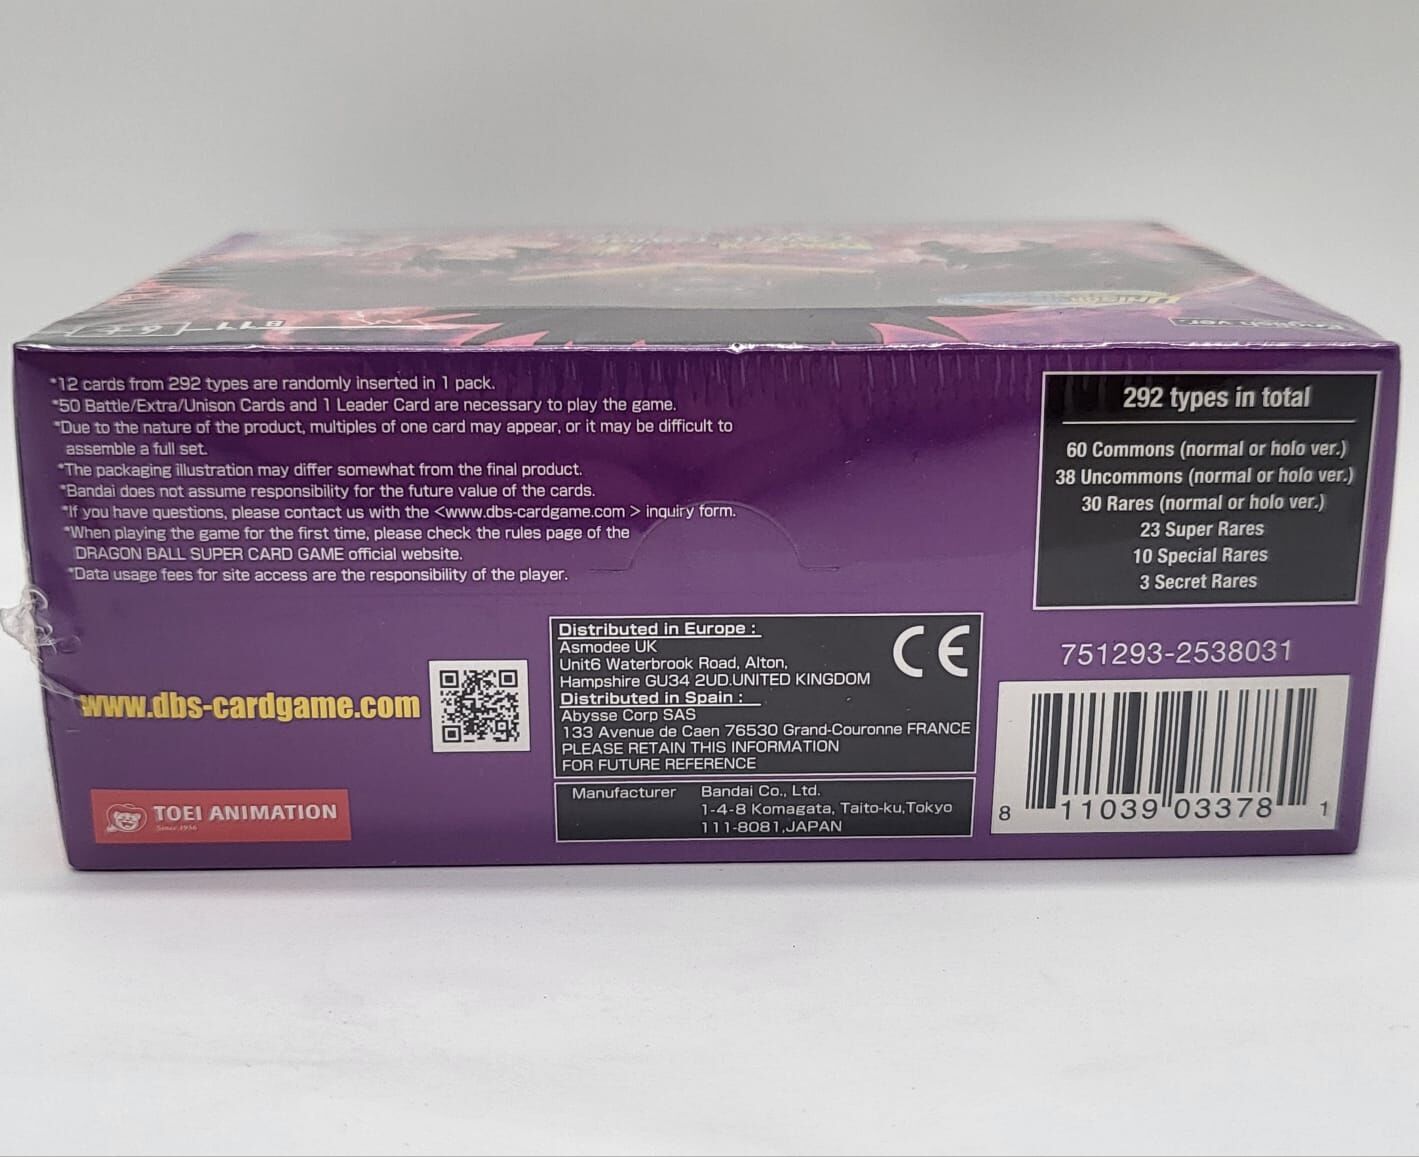 B11
English ver.
*12 cards from 292 types are randomly inserted in 1 pack.
*50 Battle/Extra/Unison Cards and 1 Leader Card are necessary to play the game.
*Due to the nature of the product, multiples of one card may appear, or it may be difficult to
assemble a full set.
*The packaging illustration may differ somewhat from the final product.
*Bandai does not assume responsibility for the future value of the cards.
*If you have questions, please contact us with the <www.dbs-cardgame.com > inquiry form.
*When playing the game for the first time, please check the rules page of the
DRAGON BALL SUPER CARD GAME official website.
*Data usage fees for site access are the responsibility of the player.
292 types in total
60 Commons (normal or holo ver.)
38 Uncommons (normal or holo ver.)
30 Rares (normal or holo ver.)
23 Super Rares
10 Special Rares
3 Secret Rares
www.dbs-cardgame.com
TOEI ANIMATION
Since 1956
Distributed in Europe :
Asmodee UK
Unit6 Waterbrook Road, Alton,
Hampshire GU34 2UD.UNITED KINGDOM
Distributed in Spain :
Abysse Corp SAS
133 Avenue de Caen 76530 Grand-Couronne FRANCE
PLEASE RETAIN THIS INFORMATION
FOR FUTURE REFERENCE
CE
Manufacturer Bandai Co., Ltd.
1-4-8 Komagata, Taito-ku,Tokyo
111-8081,JAPAN
751293-2538031
8 11039 03378 1